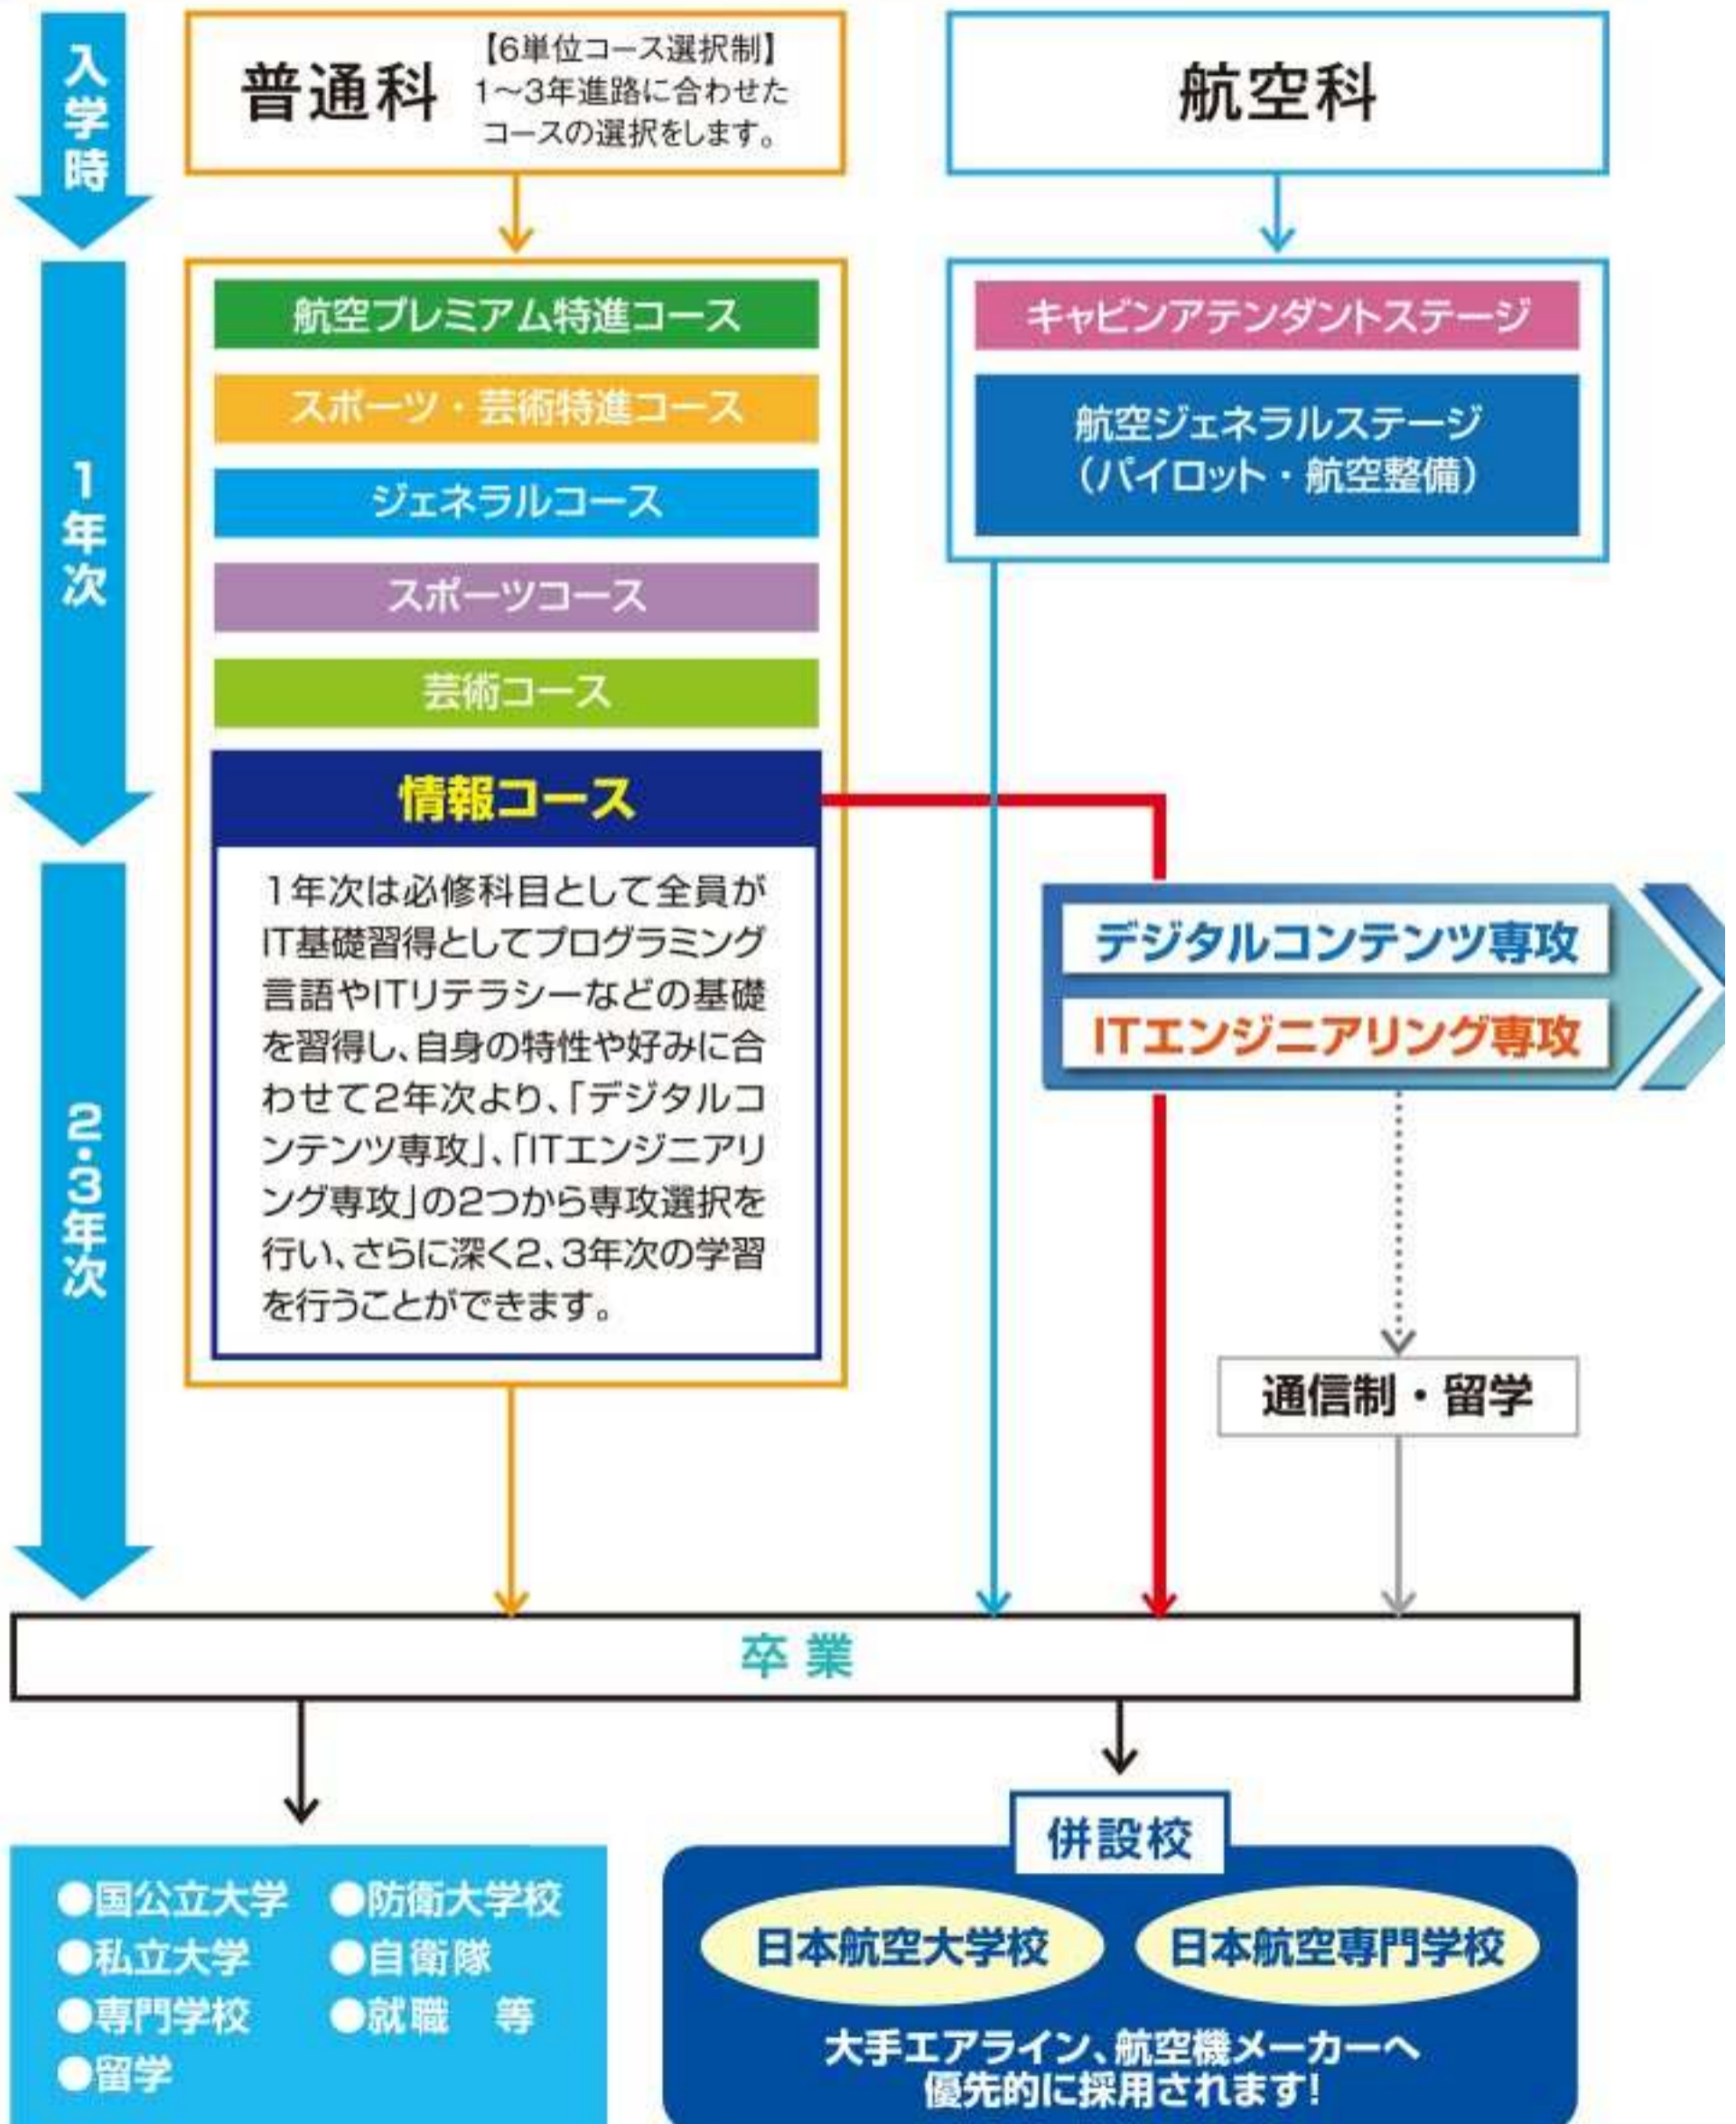 入学時
普通科
【6単位コース選択制】
1〜3年進路に合わせた
コースの選択をします。
航空科
1年次
航空プレミアム特進コース
スポーツ・芸術特進コース
ジェネラルコース
スポーツコース
芸術コース
情報コース
キャビンアテンダントステージ
航空ジェネラルステージ
（パイロット・航空整備）
2・3年次
1年次は必修科目として全員が
IT基礎習得としてプログラミング
言語やITリテラシーなどの基礎
を習得し、自身の特性や好みに合
わせて2年次より、「デジタルコ
ンテンツ専攻」、「ITエンジニアリ
ング専攻」の2つから専攻選択を
行い、さらに深く2、3年次の学習
を行うことができます。
デジタルコンテンツ専攻
ITエンジニアリング専攻
通信制・留学
卒業
●国公立大学
●私立大学
●専門学校
●留学
●防衛大学校
●自衛隊
●就職 等
併設校
日本航空大学校
日本航空専門学校
大手エアライン、航空機メーカーへ
優先的に採用されます!